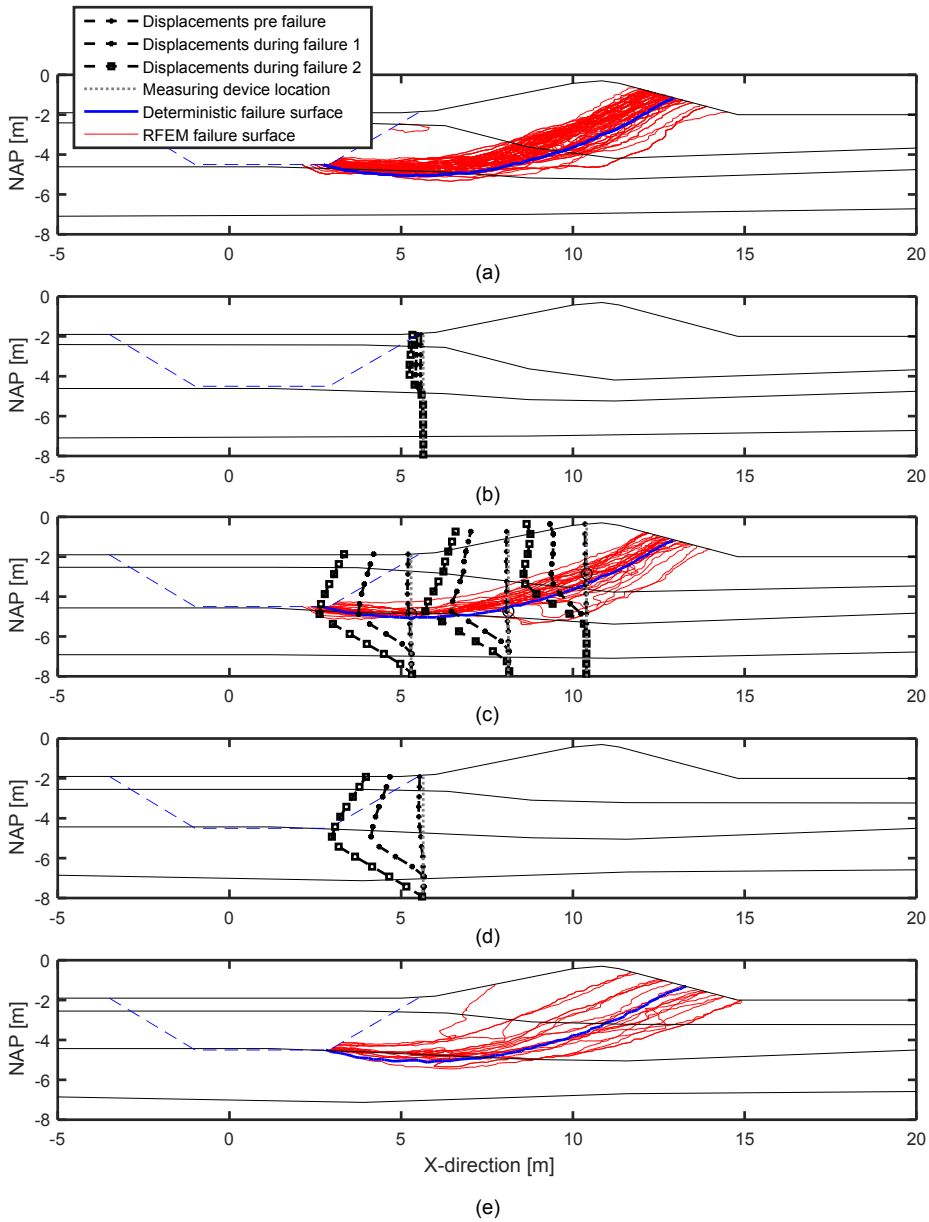 Displacements pre failure
Displacements during failure 1
Displacements during failure 2
Measuring device location
Deterministic failure surface
RFEM failure surface
NAP [m]
0
-2
-4
-6
-8
-5 0 5 10 15 20
(a)
NAP [m]
0
-2
-4
-6
-8
-5 0 5 10 15 20
(b)
NAP [m]
0
-2
-4
-6
-8
-5 0 5 10 15 20
(c)
NAP [m]
0
-2
-4
-6
-8
-5 0 5 10 15 20
(d)
NAP [m]
0
-2
-4
-6
-8
-5 0 5 10 15 20
X-direction [m]
(e)